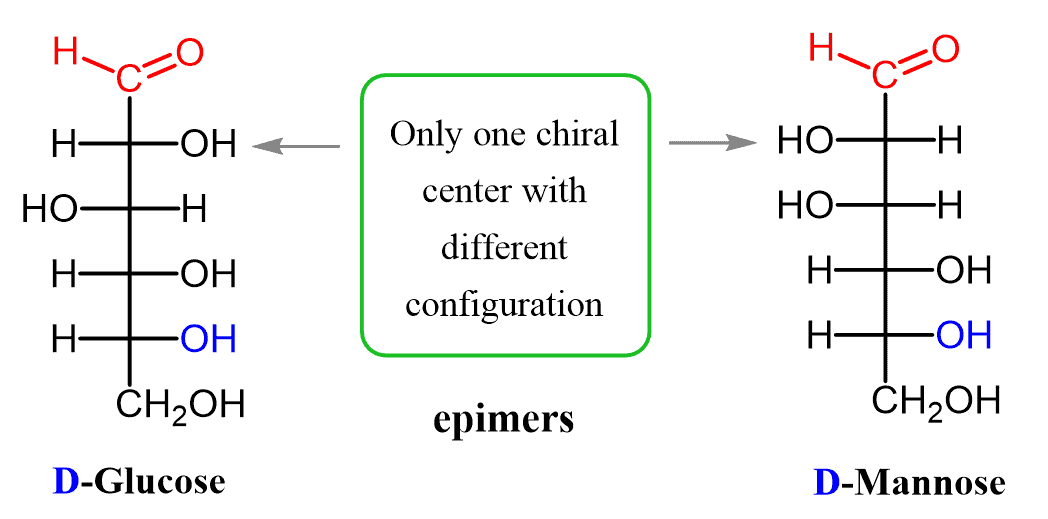 H C O
H OH
HO H
H OH
H OH
CH₂OH
D-Glucose
Only one chiral
center with
different
configuration
epimers
H C O
HO H
HO H
H OH
H OH
CH₂OH
D-Mannose